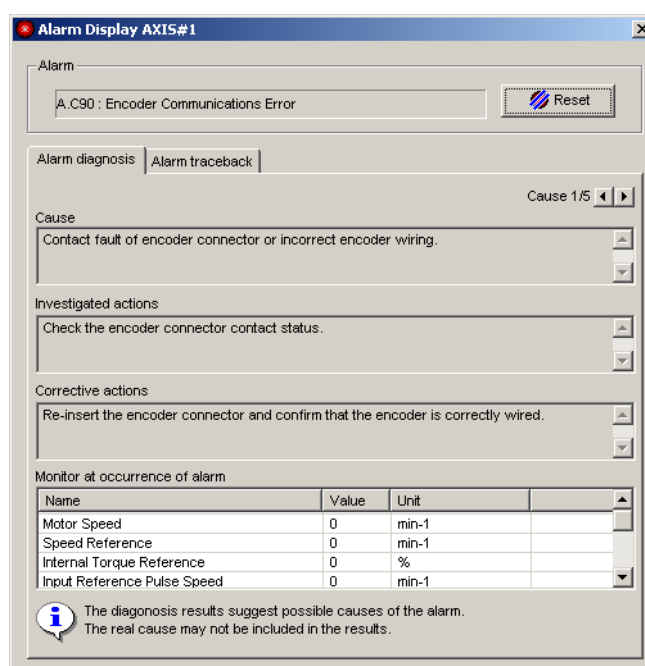 Alarm Display AXIS#1
Alarm
A.C90 : Encoder Communications Error
Reset
Alarm diagnosis
Alarm traceback
Cause 1/5
Cause
Contact fault of encoder connector or incorrect encoder wiring.
Investigated actions
Check the encoder connector contact status.
Corrective actions
Re-insert the encoder connector and confirm that the encoder is correctly wired.
Monitor at occurrence of alarm
Name Value Unit
Motor Speed 0 min-1
Speed Reference 0 min-1
Internal Torque Reference 0 %
Input Reference Pulse Speed 0 min-1
The diagonosis results suggest possible causes of the alarm.
The real cause may not be included in the results.